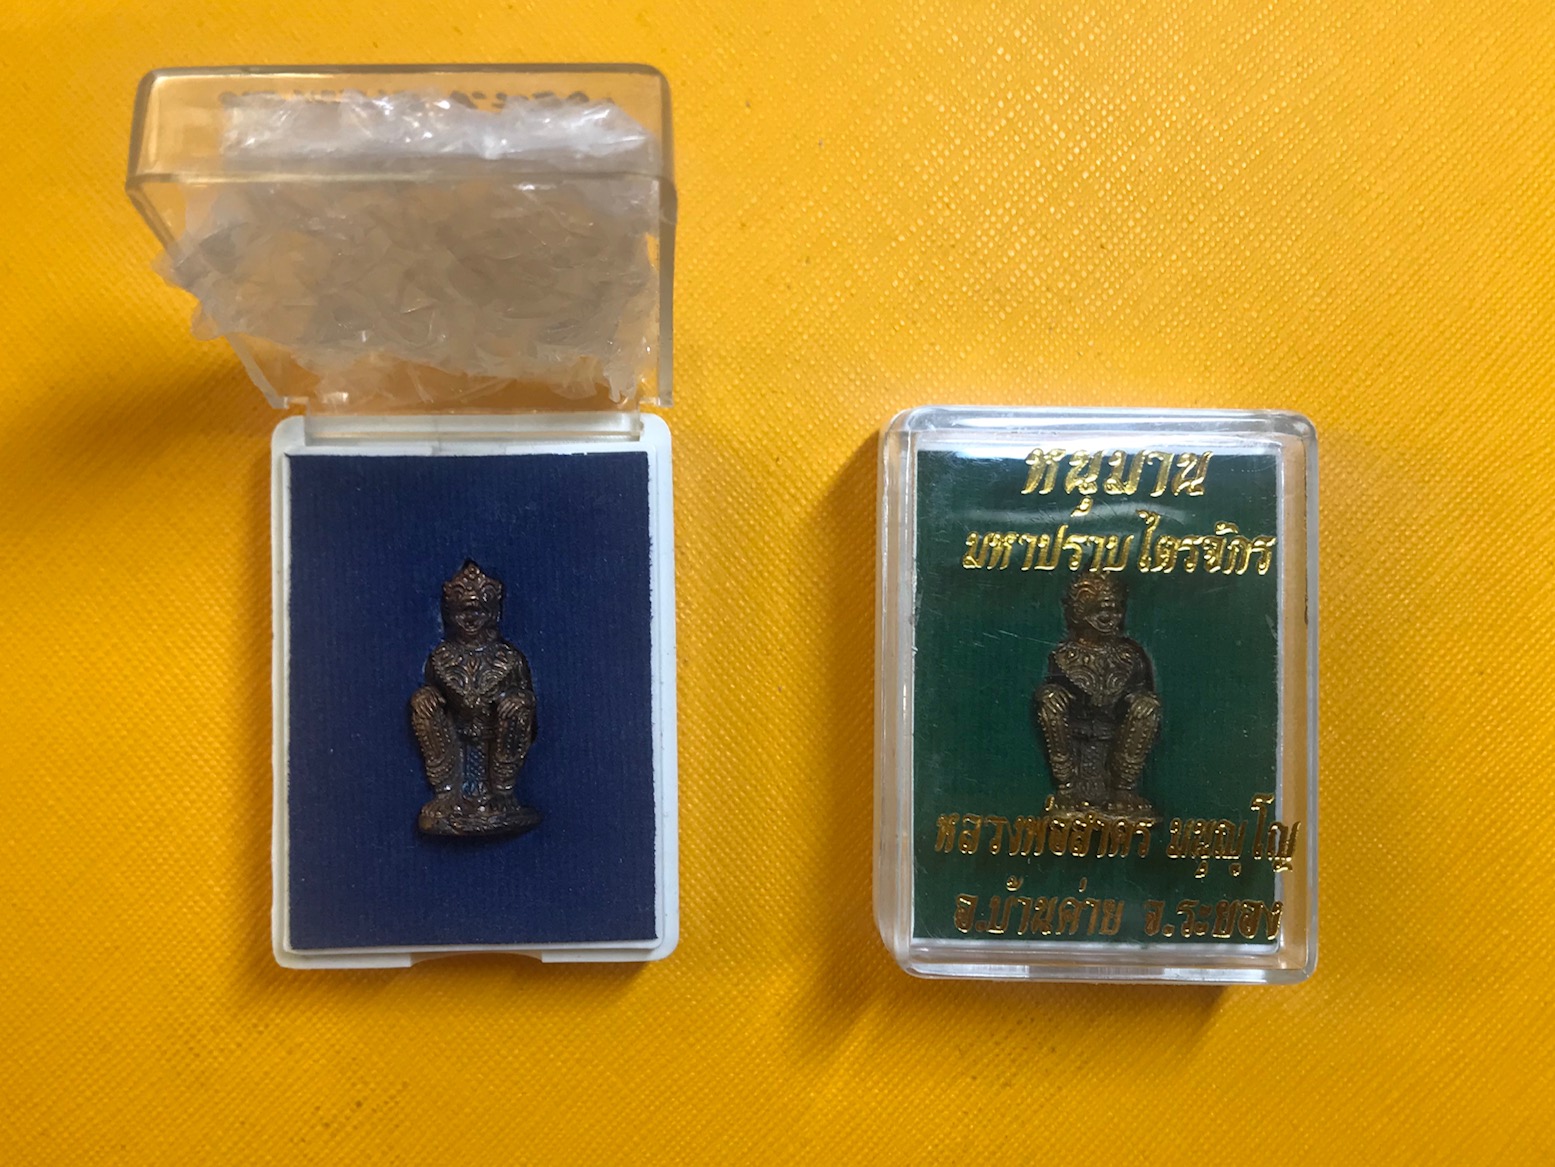 หนุมาน
มหาปราบไตรจักร
หลวงพ่อสาคร มนุญฺโญ
อ.บ้านค่าย จ.ระยอง